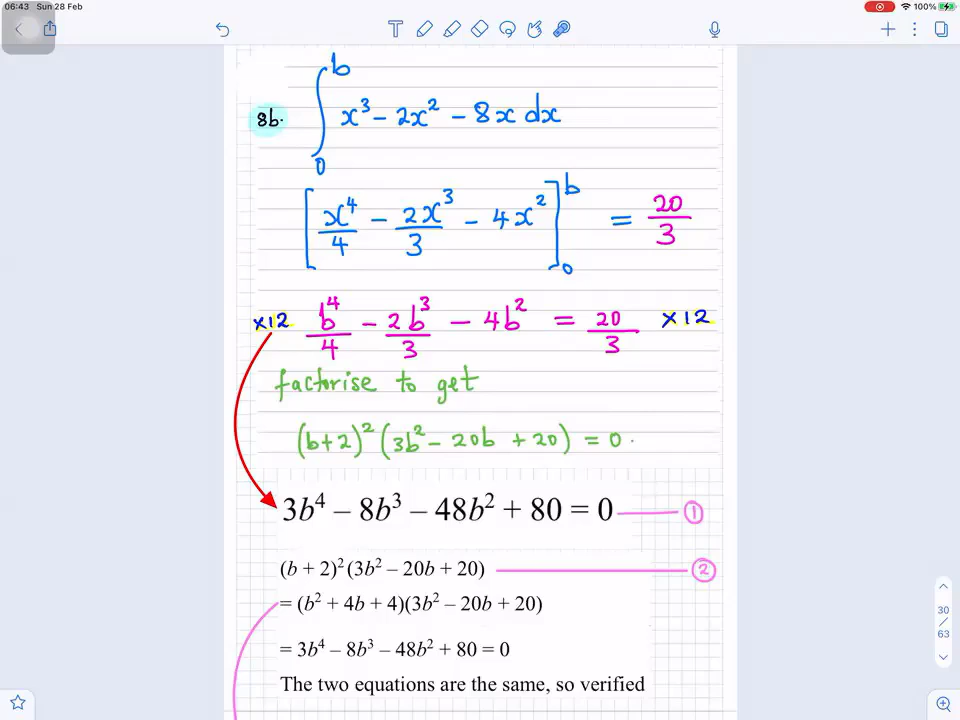 06:43 Sun 28 Feb 100%
T
8b. ∫₀ᵇ x³ − 2x² − 8x dx
[x⁴/4 − 2x³/3 − 4x²]₀ᵇ = 20/3
×12 b⁴/4 − 2b³/3 − 4b² = 20/3 ×12
factorise to get
(b+2)² (3b² − 20b + 20) = 0.
3b⁴ – 8b³ – 48b² + 80 = 0 ①
(b + 2)² (3b² – 20b + 20) ②
= (b² + 4b + 4)(3b² – 20b + 20)
= 3b⁴ – 8b³ – 48b² + 80 = 0
The two equations are the same, so verified
30
/
63